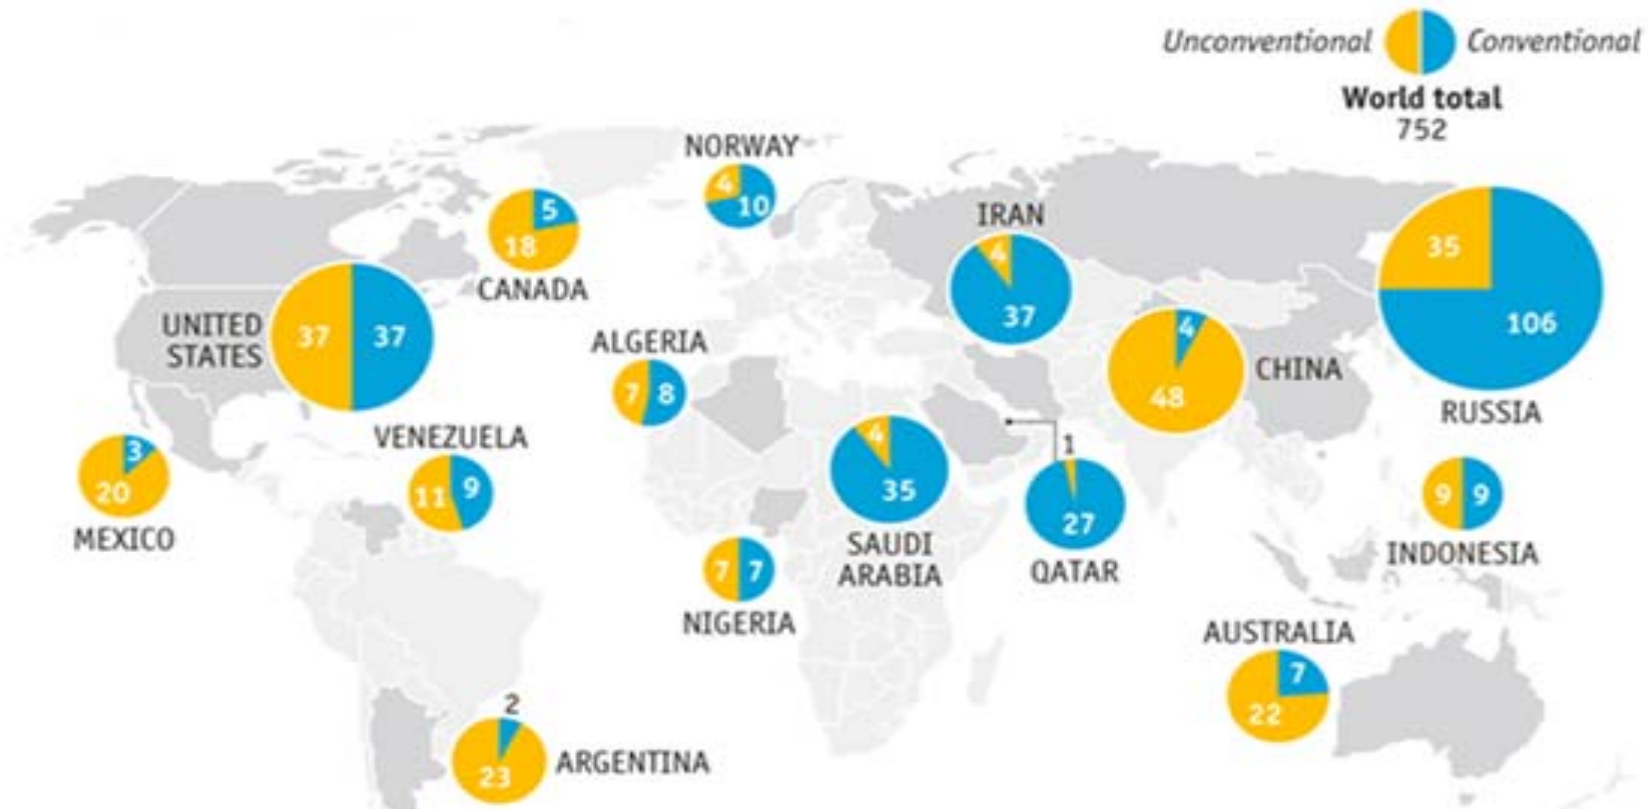 Unconventional Conventional
World total
752
NORWAY
4
10
5
18
CANADA
IRAN
4
37
35
106
RUSSIA
UNITED
STATES
37
37
ALGERIA
7
8
4
48
CHINA
VENEZUELA
11
9
3
20
MEXICO
4
35
SAUDI
ARABIA
1
27
QATAR
9
9
INDONESIA
7
7
NIGERIA
AUSTRALIA
7
22
2
23
ARGENTINA